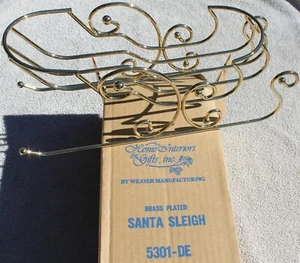 Home Interiors
& Gifts, inc.
BY WEAVER MANUFACTURING
BRASS PLATED
SANTA SLEIGH
5301-DE